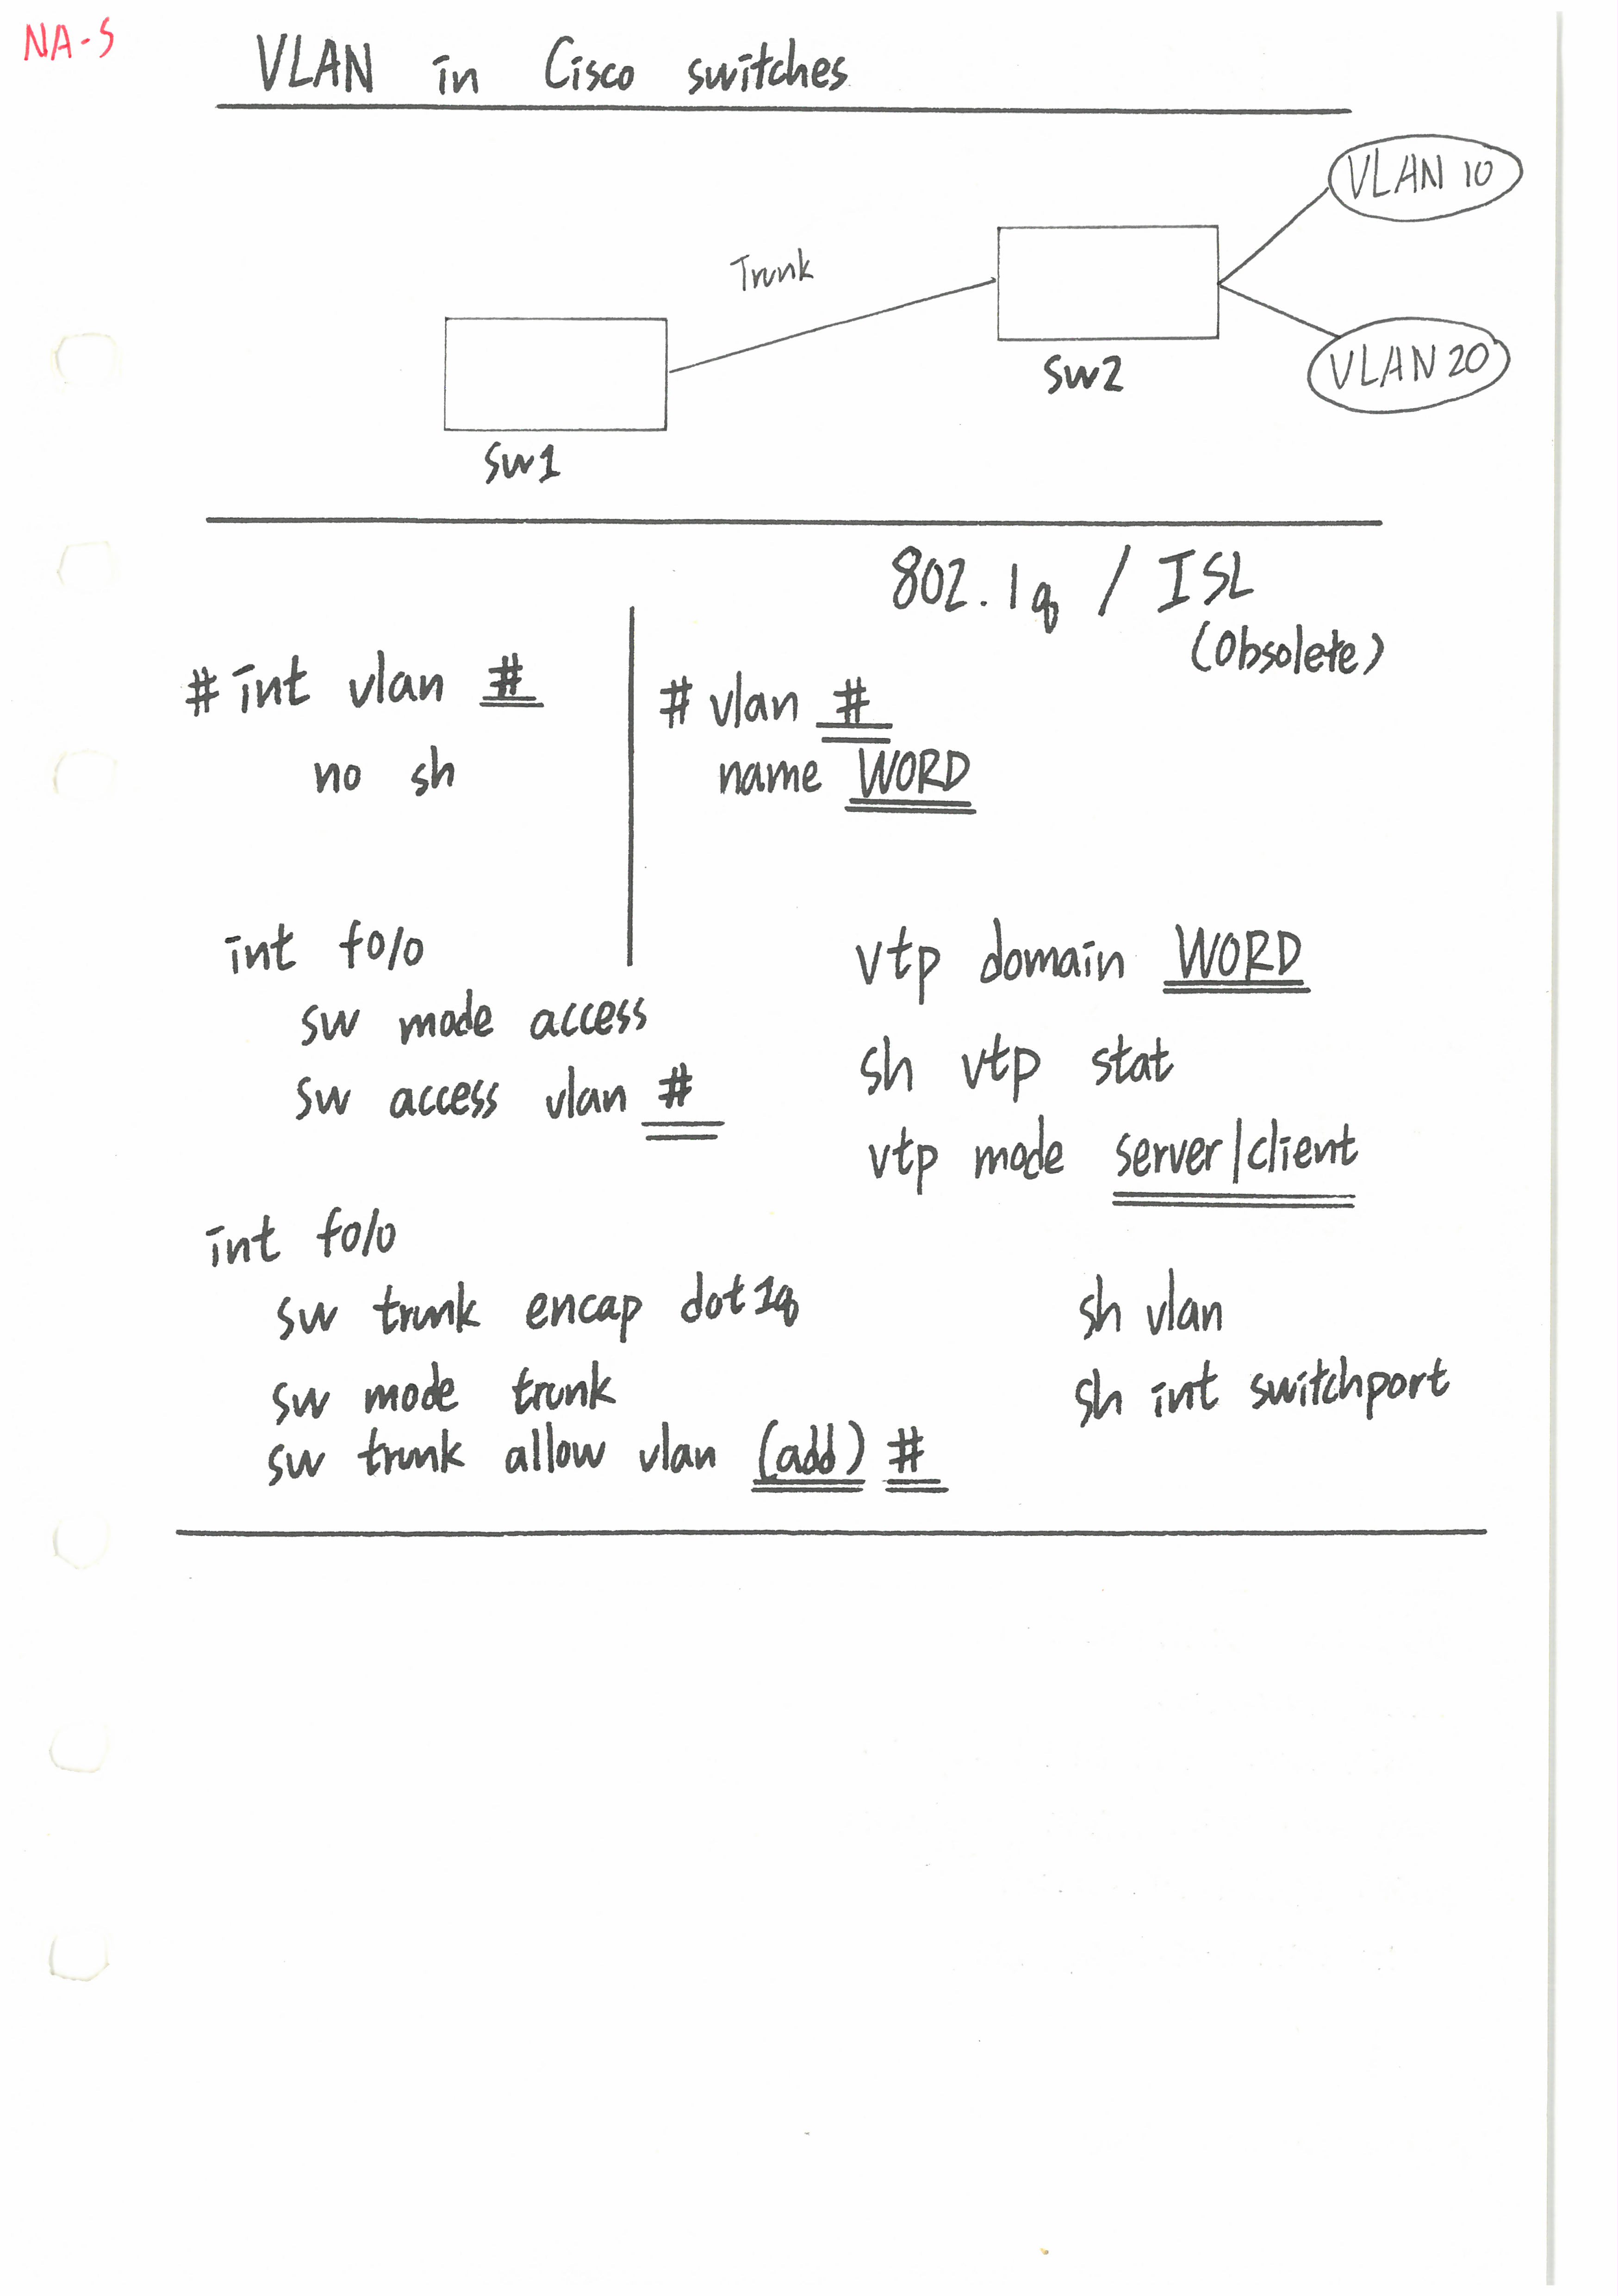 NA-S
VLAN in Cisco switches
VLAN 10
Trunk
SW2
VLAN 20
SW1
802.1q / ISL
(Obsolete)
# int vlan #
no sh
# vlan #
name WORD
int f0/0
sw mode access
sw access vlan #
vtp domain WORD
sh vtp stat
vtp mode server/client
int f0/0
sw trunk encap dot1q
sw mode trunk
sw trunk allow vlan (add) #
sh vlan
sh int switchport